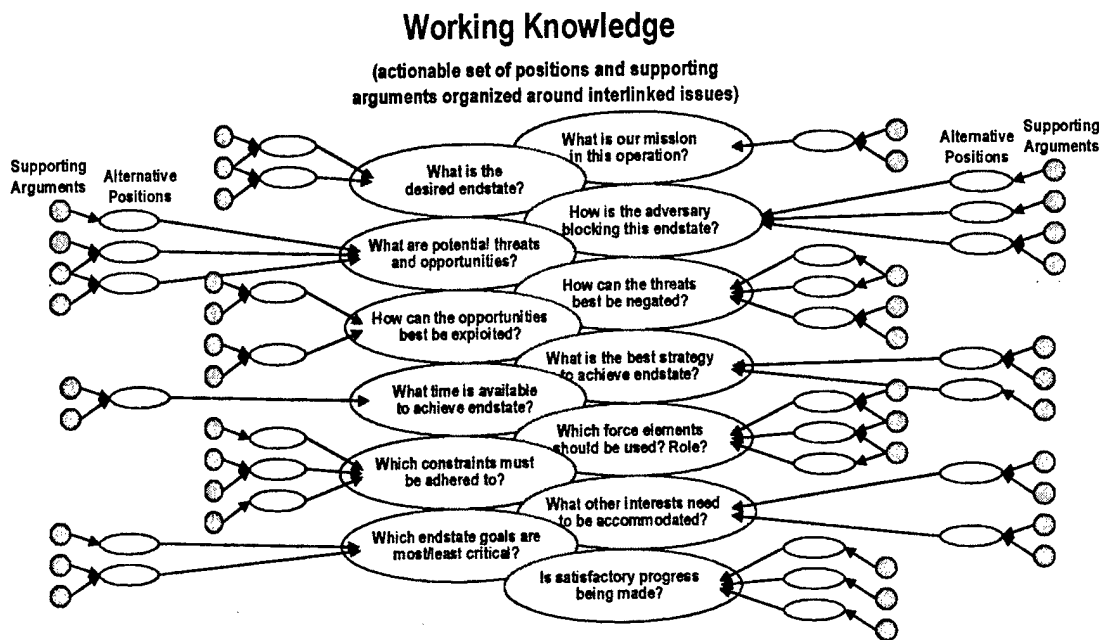 Working Knowledge
(actionable set of positions and supporting
arguments organized around interlinked issues)
Supporting
Arguments
Alternative
Positions
Alternative
Positions
Supporting
Arguments
What is our mission
in this operation?
What is the
desired endstate?
How is the adversary
blocking this endstate?
What are potential threats
and opportunities?
How can the threats
best be negated?
How can the opportunities
best be exploited?
What is the best strategy
to achieve endstate?
What time is available
to achieve endstate?
Which force elements
should be used? Role?
Which constraints must
be adhered to?
What other interests need
to be accommodated?
Which endstate goals are
most/least critical?
Is satisfactory progress
being made?